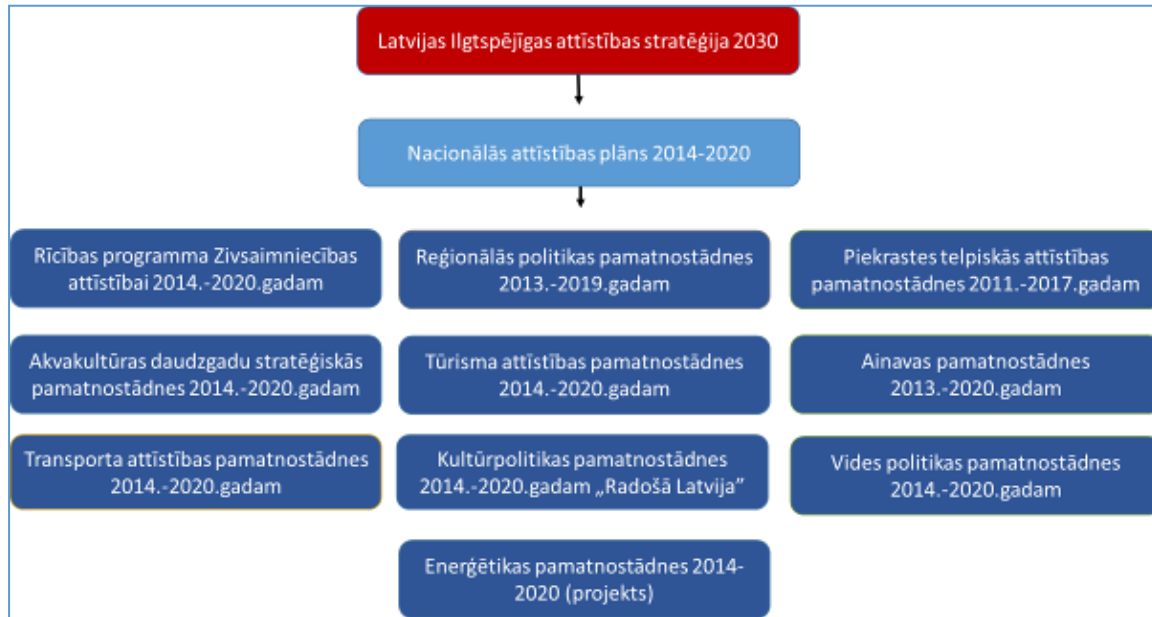 Latvijas Ilgtspējīgas attīstības stratēģija 2030
Nacionālās attīstības plāns 2014-2020
Rīcības programma Zivsaimniecības
attīstībai 2014.-2020.gadam
Reģionālās politikas pamatnostādnes
2013.-2019.gadam
Piekrastes telpiskās attīstības
pamatnostādnes 2011.-2017.gadam
Akvakultūras daudzgadu stratēģiskās
pamatnostādnes 2014.-2020.gadam
Tūrisma attīstības pamatnostādnes
2014.-2020.gadam
Ainavas pamatnostādnes
2013.-2020.gadam
Transporta attīstības pamatnostādnes
2014.-2020.gadam
Kultūrpolitikas pamatnostādnes
2014.-2020.gadam „Radošā Latvija”
Vides politikas pamatnostādnes
2014.-2020.gadam
Enerģētikas pamatnostādnes 2014-
2020 (projekts)